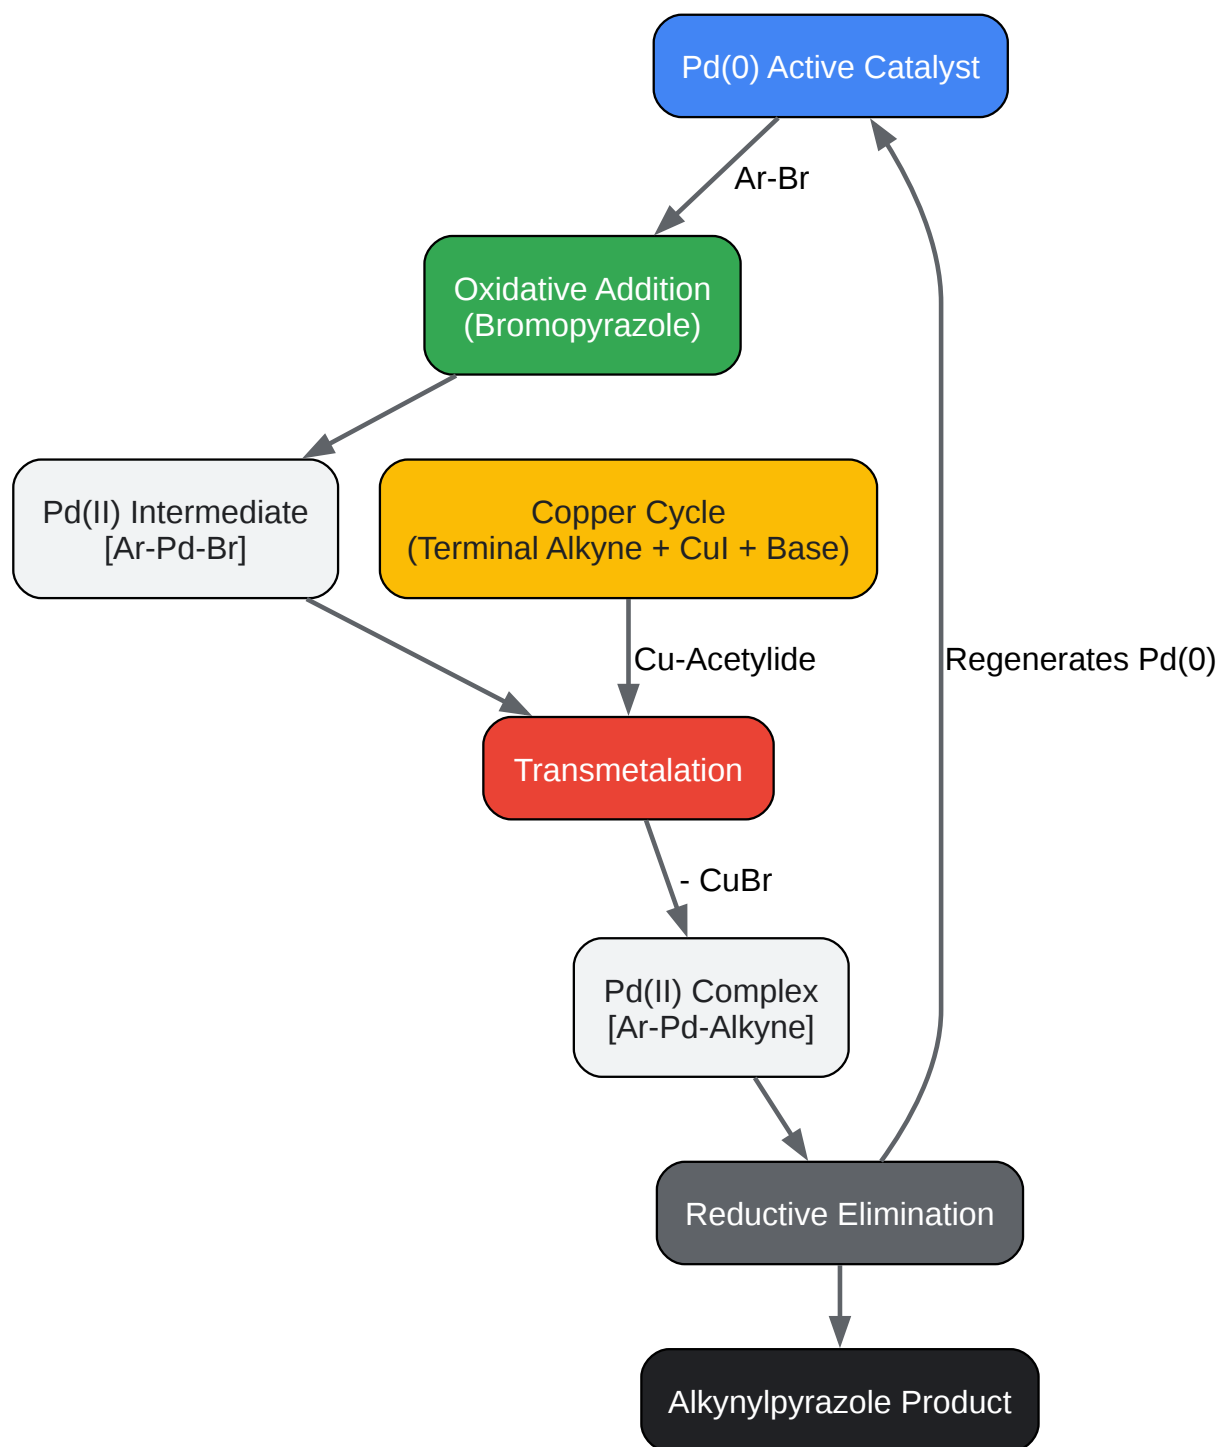 Pd(0) Active Catalyst
Ar-Br
Oxidative Addition
(Bromopyrazole)
Pd(II) Intermediate
[Ar-Pd-Br]
Copper Cycle
(Terminal Alkyne + CuI + Base)
Cu-Acetylide
Regenerates Pd(0)
Transmetalation
- CuBr
Pd(II) Complex
[Ar-Pd-Alkyne]
Reductive Elimination
Alkynylpyrazole Product